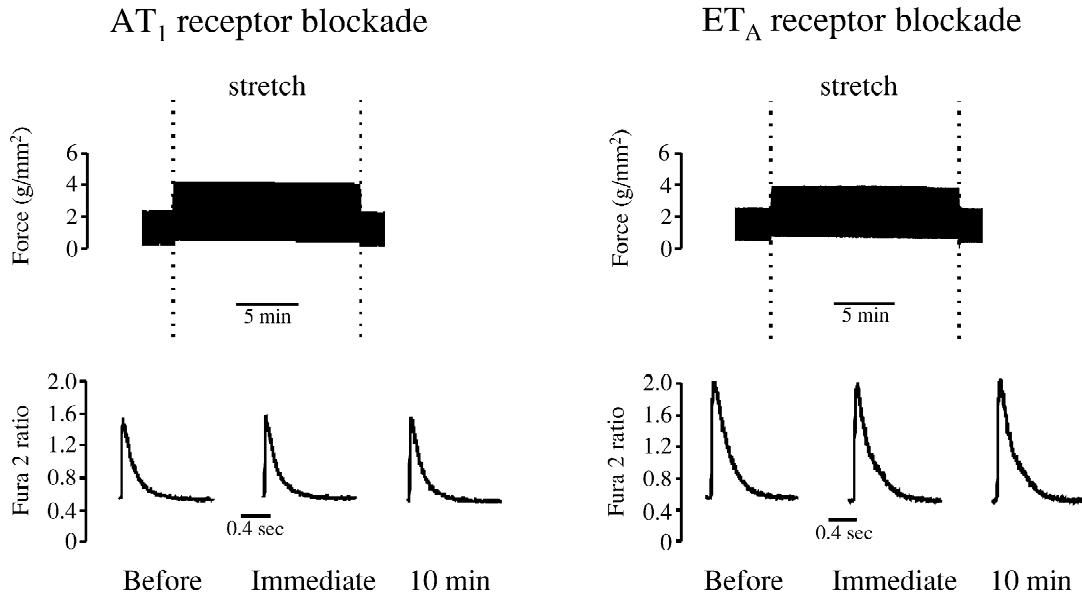 AT1 receptor blockade
stretch
Force (g/mm2)
6
4
2
0
5 min
Fura 2 ratio
2.0
1.6
1.2
0.8
0.4
0
0.4 sec
Before Immediate 10 min
ETA receptor blockade
stretch
Force (g/mm2)
6
4
2
0
5 min
Fura 2 ratio
2.0
1.6
1.2
0.8
0.4
0
0.4 sec
Before Immediate 10 min